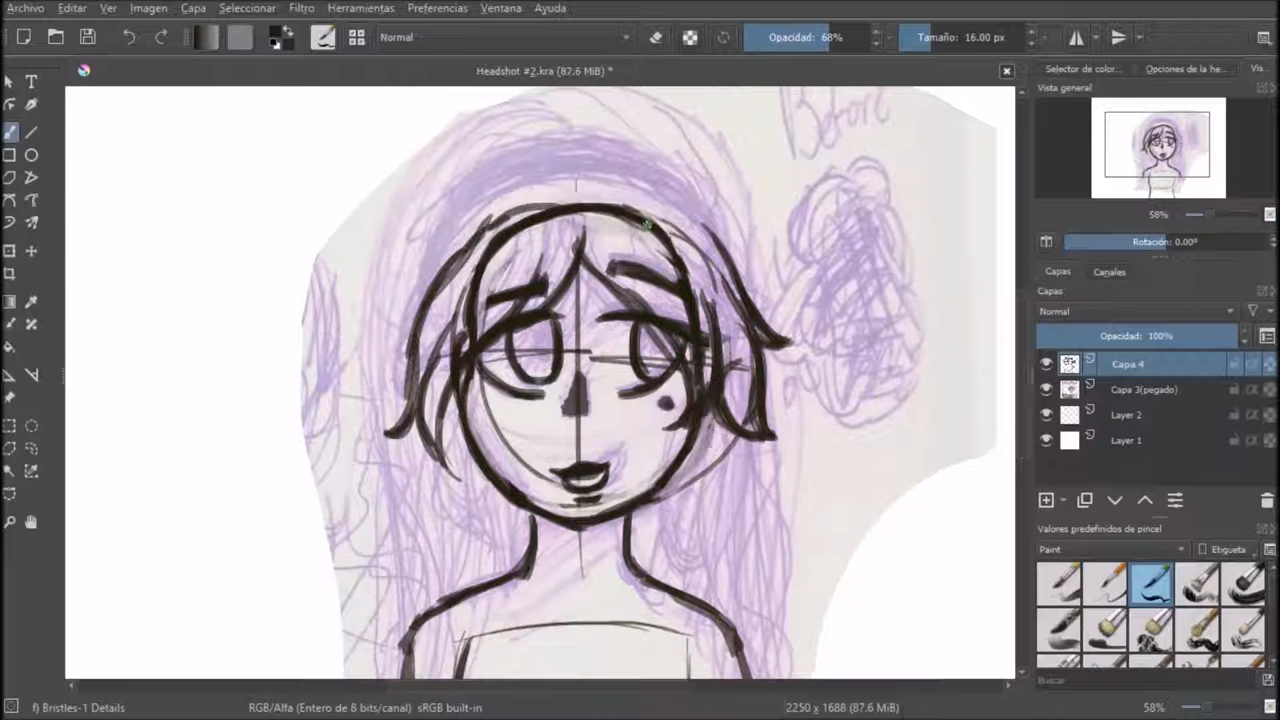 Archivo Editar Ver Imagen Capa Seleccionar Filtro Herramientas Preferencias Ventana Ayuda
Normal Opacidad: 68% Tamaño: 16.00 px
Headshot #2.kra (87.6 MiB) *
Selector de color... Opciones de la he... Vis...
Vista general
Before
58%
Rotación: 0.00°
Capas Canales
Capas
Normal
Opacidad: 100%
Capa 4
Capa 3(pegado)
Layer 2
Layer 1
Valores predefinidos de pincel
Paint Etiqueta
Buscar
f) Bristles-1 Details RGB/Alfa (Entero de 8 bits/canal) sRGB built-in 2250 x 1688 (87.6 MiB) 58%